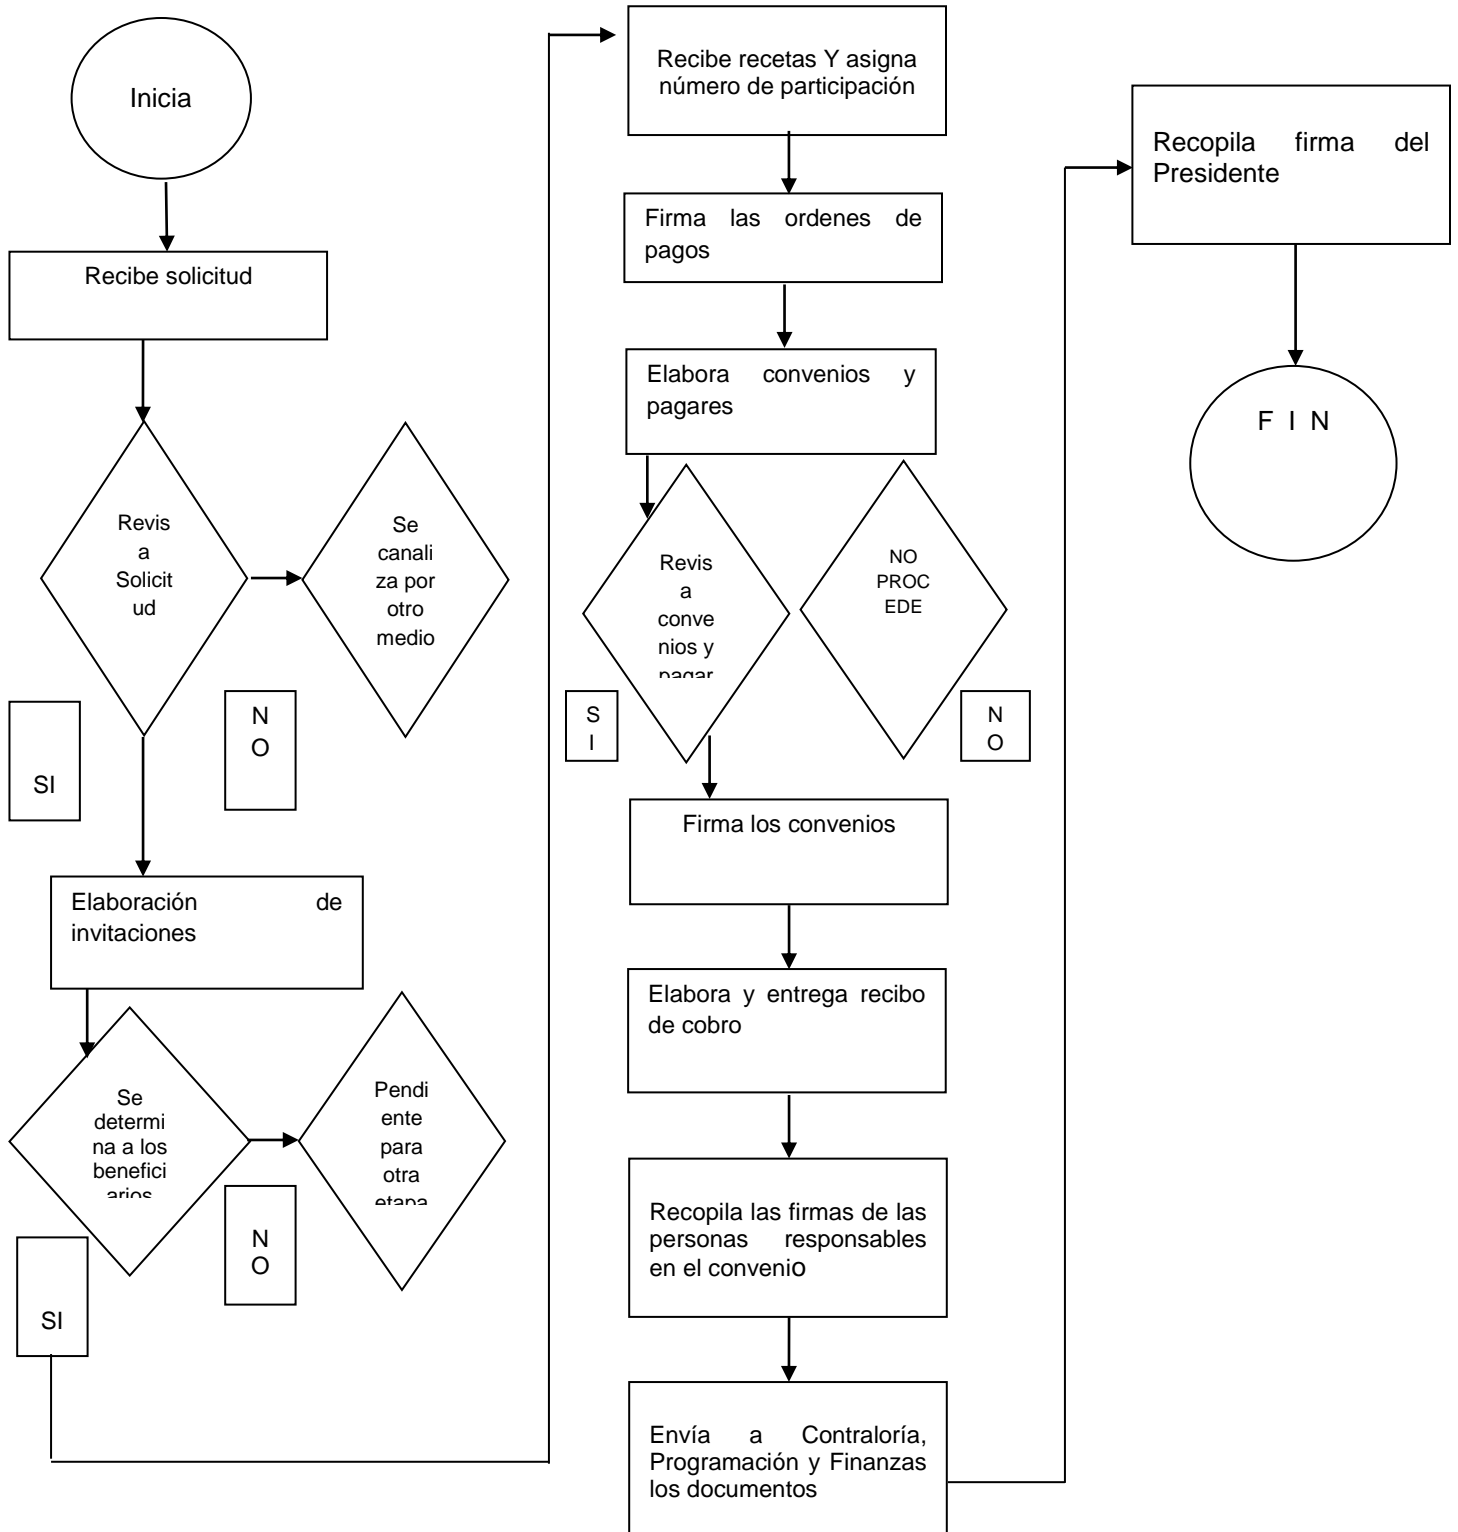 Inicia
Recibe solicitud
Revis
a
Solicit
ud
Se
canali
za por
otro
medio
SI
N
O
Elaboración de
invitaciones
Se
determi
na a los
benefici
arios
Pendi
ente
para
otra
etapa
SI
N
O
Recibe recetas Y asigna
número de participación
Firma las ordenes de
pagos
Elabora convenios y
pagares
Revis
a
conve
nios y
pagar
NO
PROC
EDE
S
I
N
O
Firma los convenios
Elabora y entrega recibo
de cobro
Recopila las firmas de las
personas responsables
en el convenio
Envía a Contraloría,
Programación y Finanzas
los documentos
Recopila firma del
Presidente
F I N